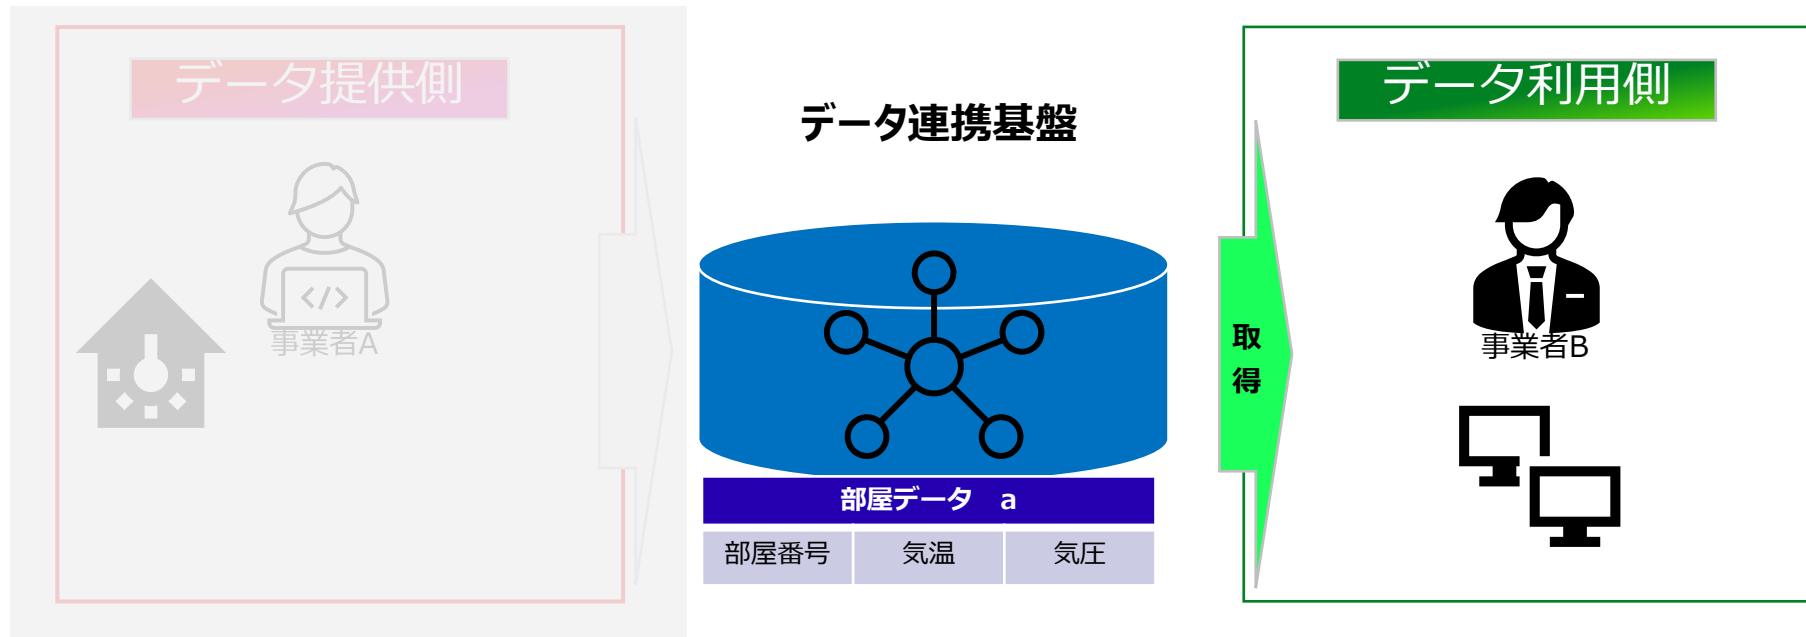 データ提供側
事業者A
データ連携基盤
部屋データ　a
部屋番号
気温
気圧
取
得
データ利用側
事業者B